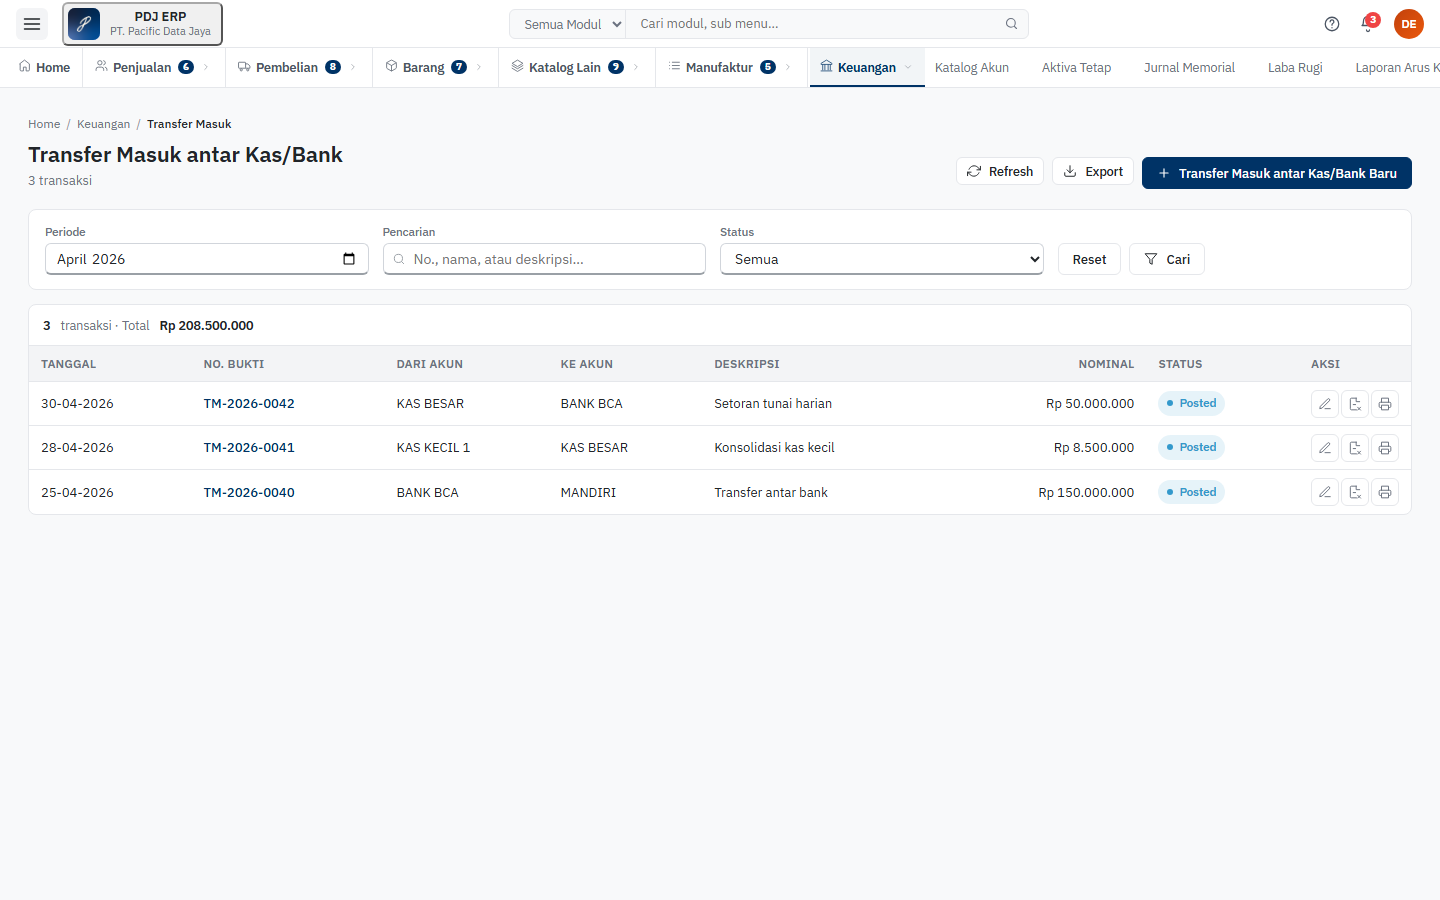 PDJ ERP
PT. Pacific Data Jaya
Semua Modul
Cari modul, sub menu...
3
DE
Home
Penjualan 6
Pembelian 8
Barang 7
Katalog Lain 9
Manufaktur 5
Keuangan
Katalog Akun
Aktiva Tetap
Jurnal Memorial
Laba Rugi
Laporan Arus K
Home / Keuangan / Transfer Masuk
Transfer Masuk antar Kas/Bank
3 transaksi
Refresh
Export
+ Transfer Masuk antar Kas/Bank Baru
Periode
April 2026
Pencarian
No., nama, atau deskripsi...
Status
Semua
Reset
Cari
3 transaksi · Total Rp 208.500.000
TANGGAL NO. BUKTI DARI AKUN KE AKUN DESKRIPSI NOMINAL STATUS AKSI
30-04-2026 TM-2026-0042 KAS BESAR BANK BCA Setoran tunai harian Rp 50.000.000 Posted
28-04-2026 TM-2026-0041 KAS KECIL 1 KAS BESAR Konsolidasi kas kecil Rp 8.500.000 Posted
25-04-2026 TM-2026-0040 BANK BCA MANDIRI Transfer antar bank Rp 150.000.000 Posted